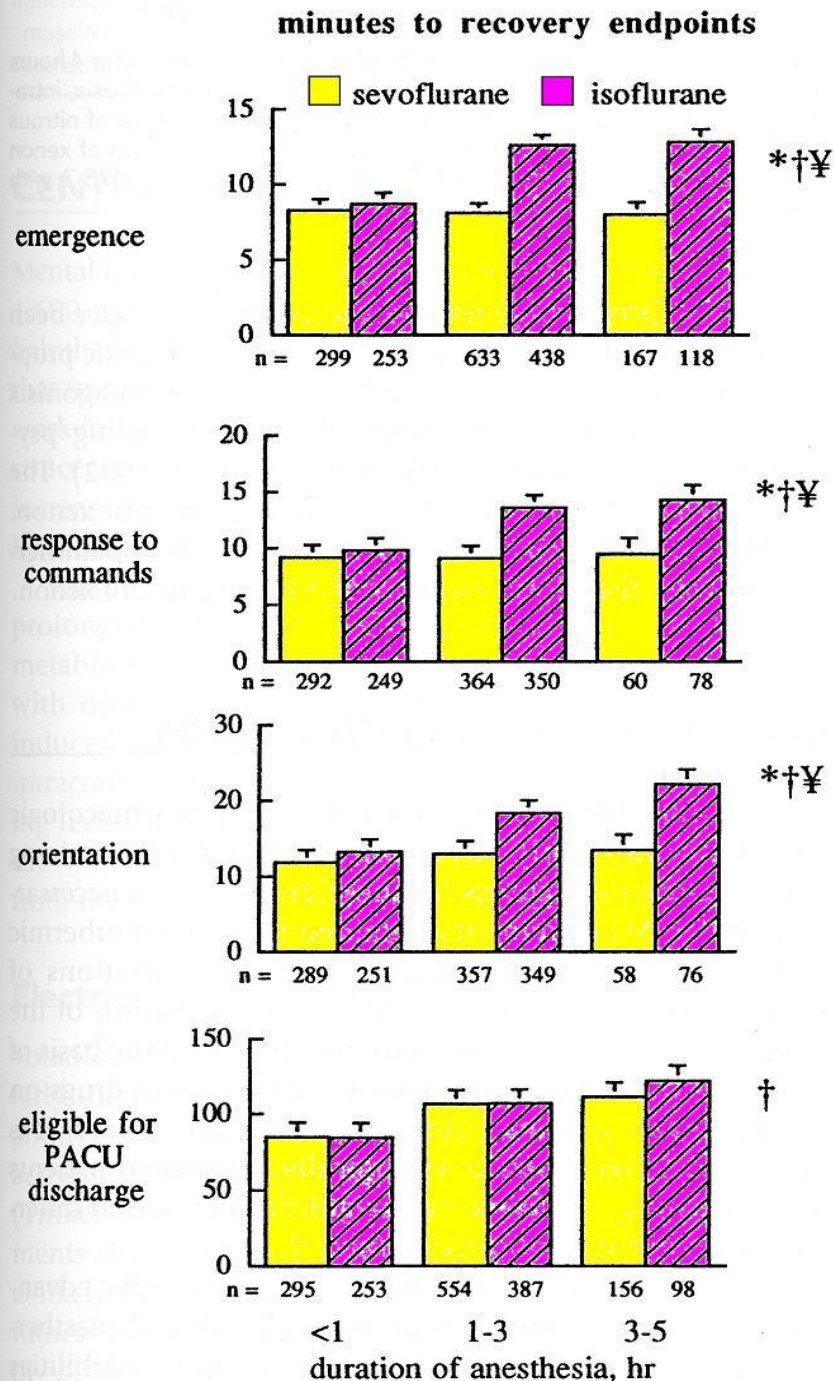 minutes to recovery endpoints
sevoflurane isoflurane
15
10
5
0
emergence
*†¥
n = 299 253 633 438 167 118
20
15
10
5
0
response to
commands
*†¥
n = 292 249 364 350 60 78
30
20
10
0
orientation
*†¥
n = 289 251 357 349 58 76
150
100
50
0
eligible for
PACU
discharge
†
n = 295 253 554 387 156 98
<1 1-3 3-5
duration of anesthesia, hr